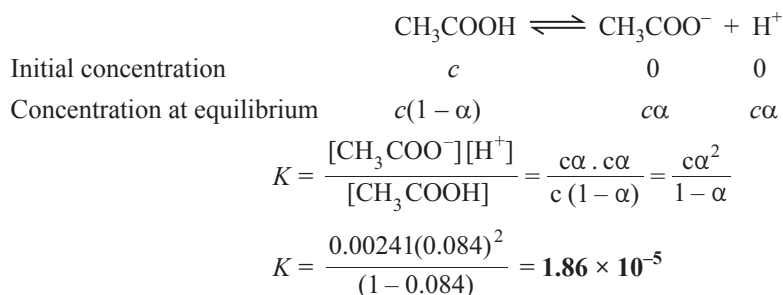 CH₃COOH ⇌ CH₃COO⁻ + H⁺
Initial concentration c 0 0
Concentration at equilibrium c(1 – α) cα cα
K = [CH₃COO⁻][H⁺] / [CH₃COOH] = cα . cα / c (1 – α) = cα² / 1 – α
K = 0.00241(0.084)² / (1 – 0.084) = 1.86 × 10⁻⁵